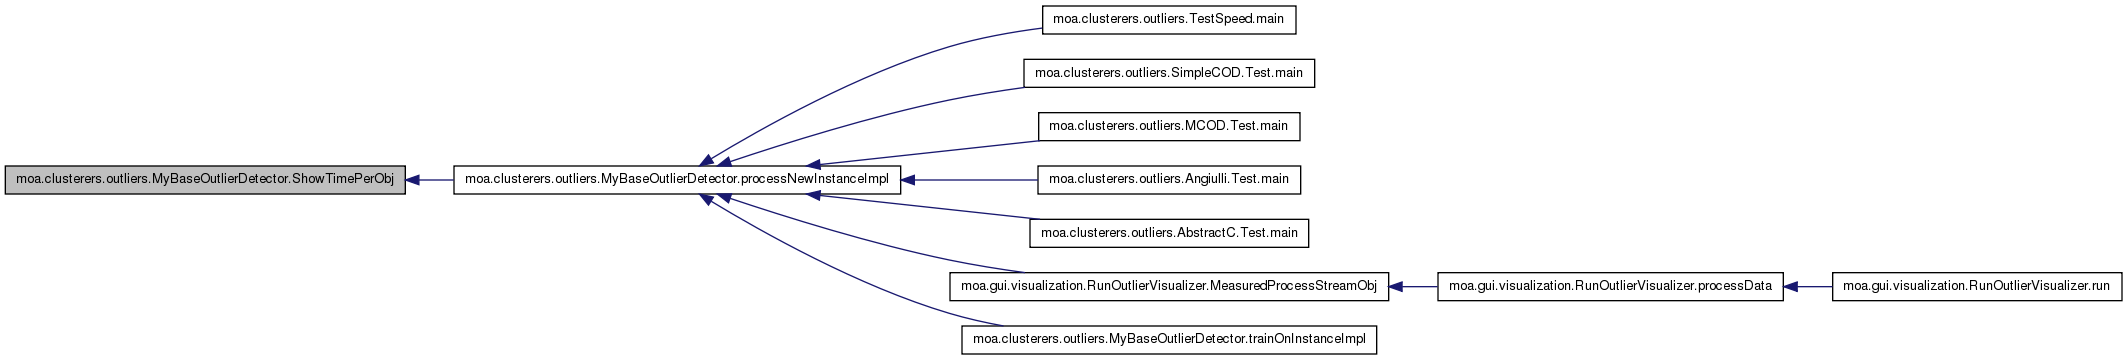 moa.clusterers.outliers.TestSpeed.main
moa.clusterers.outliers.SimpleCOD.Test.main
moa.clusterers.outliers.MCOD.Test.main
moa.clusterers.outliers.MyBaseOutlierDetector.ShowTimePerObj
moa.clusterers.outliers.MyBaseOutlierDetector.processNewInstanceImpl
moa.clusterers.outliers.Angiulli.Test.main
moa.clusterers.outliers.AbstractC.Test.main
moa.gui.visualization.RunOutlierVisualizer.MeasuredProcessStreamObj
moa.gui.visualization.RunOutlierVisualizer.processData
moa.gui.visualization.RunOutlierVisualizer.run
moa.clusterers.outliers.MyBaseOutlierDetector.trainOnInstanceImpl